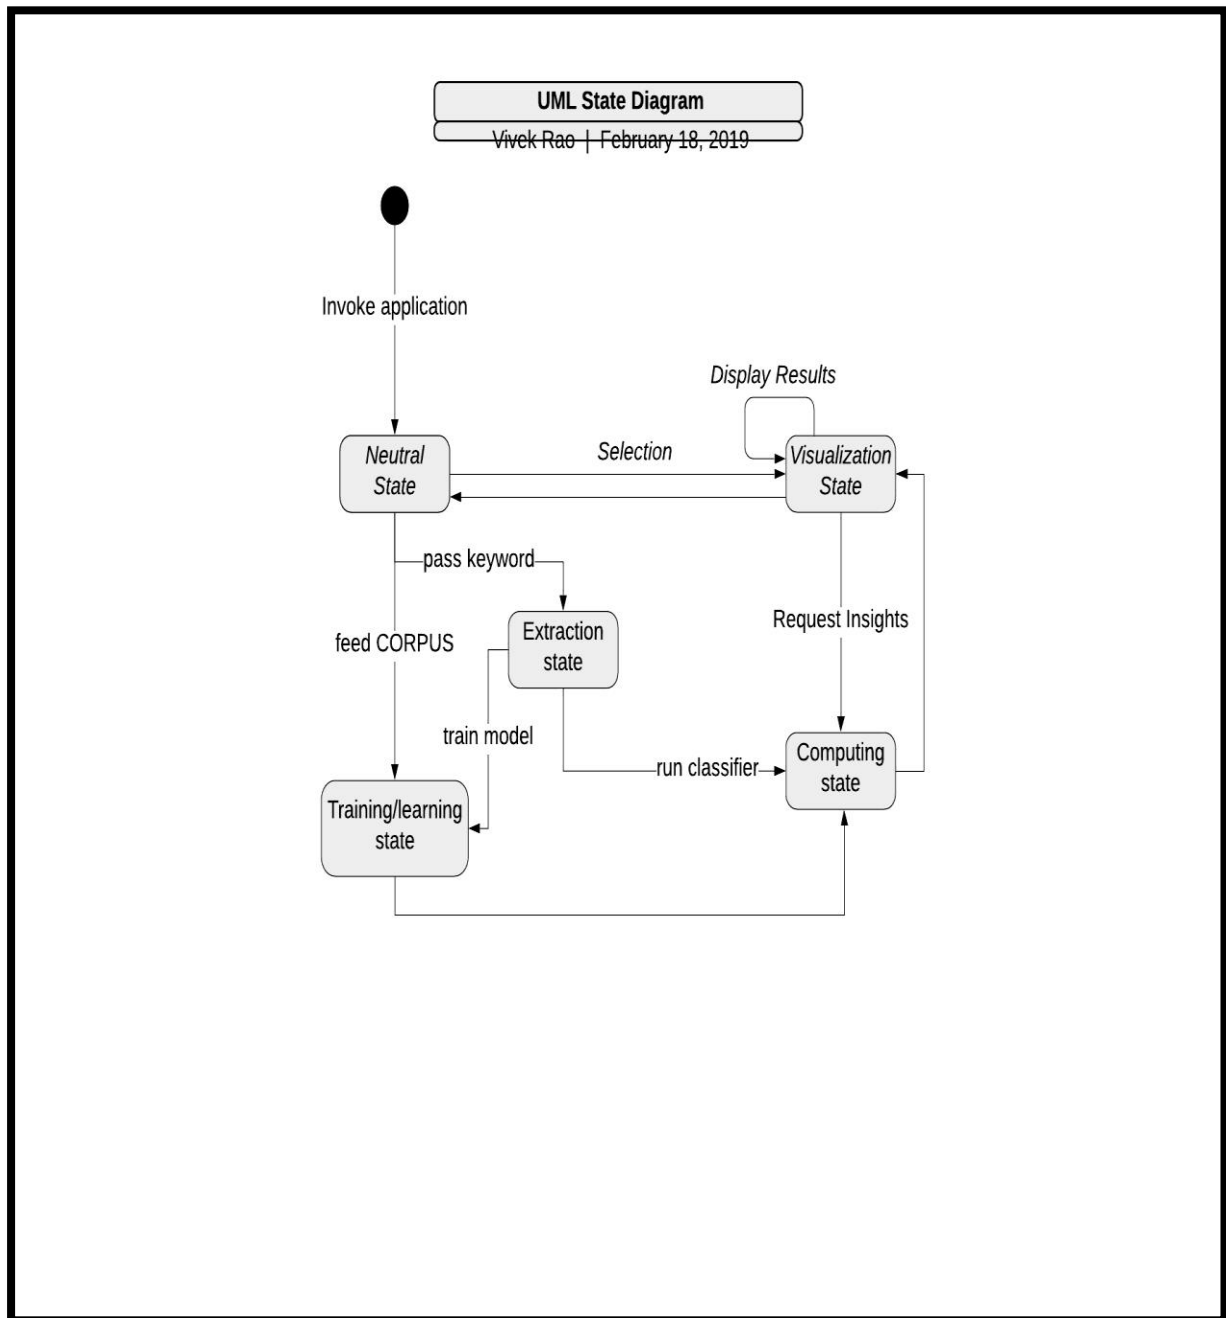 UML State Diagram
Vivek Rao | February 18, 2019
Invoke application
Display Results
Neutral
State
Selection
Visualization
State
pass keyword
Extraction
state
Request Insights
feed CORPUS
train model
run classifier
Computing
state
Training/learning
state